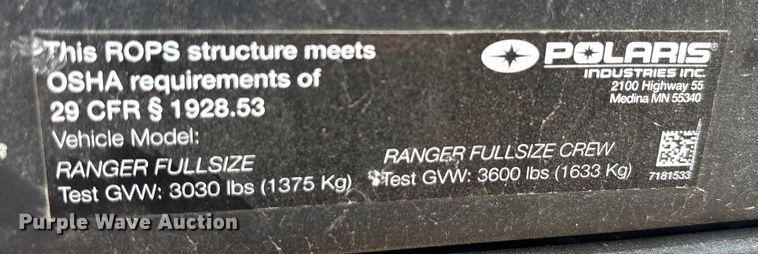 This ROPS structure meets
OSHA requirements of
29 CFR § 1928.53
Vehicle Model:
RANGER FULLSIZE
Test GVW: 3030 lbs (1375 Kg)
POLARIS
INDUSTRIES INC.
2100 Highway 55
Medina MN 55340
RANGER FULLSIZE CREW
Test GVW: 3600 lbs (1633 Kg)
7181533
Purple Wave Auction